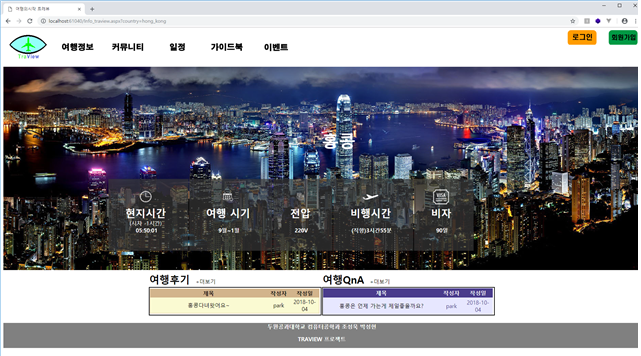 여행의시작 트래뷰
localhost:61040/Info_traview.aspx?country=hong_kong
TripView
여행정보 커뮤니티 일정 가이드북 이벤트
로그인 회원가입
홍콩
현지시간 여행 시기 전압 비행시간 비자
(시차 -1시간)
05:50:01 9월~1월 220V (직항)3시간55분 90일
여행후기 +더보기 여행QnA +더보기
제목 작성자 작성일 제목 작성자 작성일
홍콩다녀왔어요~ park 2018-10-04 홍콩은 언제 가는게 제일좋을까요? park 2018-10-04
두원공과대학교 컴퓨터공학과 조성욱 박성원
TRAVIEW 프로젝트